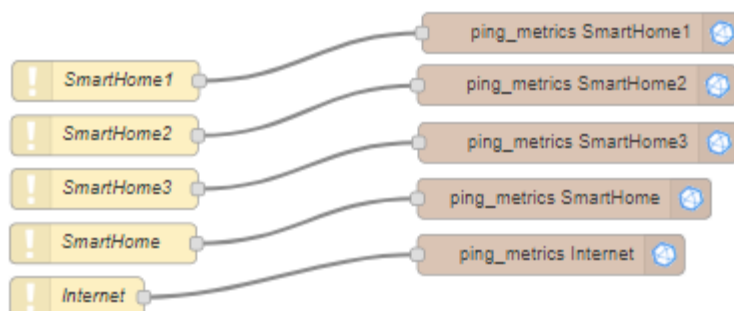 ping_metrics SmartHome1
SmartHome1
ping_metrics SmartHome2
SmartHome2
ping_metrics SmartHome3
SmartHome3
ping_metrics SmartHome
SmartHome
ping_metrics Internet
Internet